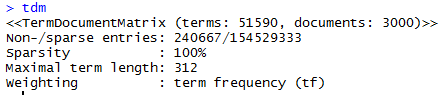 > tdm
<<TermDocumentMatrix (terms: 51590, documents: 3000)>>
Non-/sparse entries: 240667/154529333
Sparsity           : 100%
Maximal term length: 312
Weighting          : term frequency (tf)